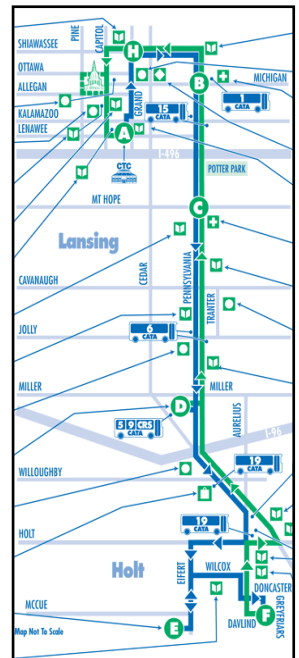 PINE
CAPITOL
SHIAWASSEE
H
OTTAWA
MICHIGAN
ALLEGAN
B
1
CATA
GRAND
KALAMAZOO
15
CATA
LENAWEE
A
CTC
I-496
POTTER PARK
MT HOPE
C
Lansing
CEDAR
PENNSYLVANIA
CAVANAUGH
TRANTER
JOLLY
6
CATA
MILLER
MILLER
D
AURELIUS
5 9 CR5
CATA
I-96
WILLOUGHBY
19
CATA
19
CATA
HOLT
Holt
EIFERT
WILCOX
DONCASTER
GREYFRIARS
MCCUE
DAVLIND
F
E
Map Not To Scale